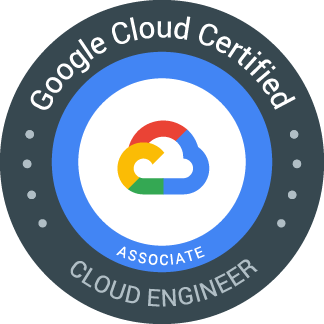 Google Cloud Certified
ASSOCIATE
CLOUD ENGINEER